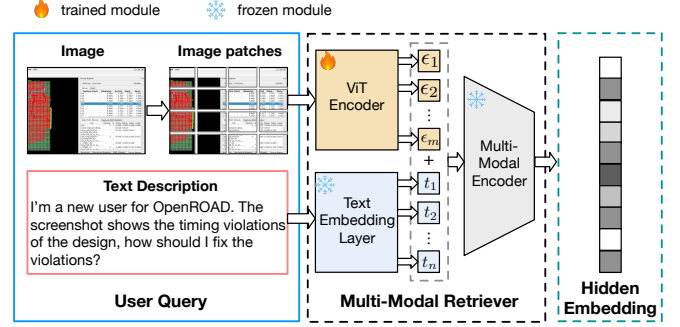 trained module
frozen module
Image
Image patches
ViT
Encoder
ϵ1
ϵ2
⋮
ϵm
+
Multi-
Modal
Encoder
Text Description
I'm a new user for OpenROAD. The
screenshot shows the timing violations
of the design, how should I fix the
violations?
Text
Embedding
Layer
t1
t2
⋮
tn
User Query
Multi-Modal Retriever
Hidden
Embedding